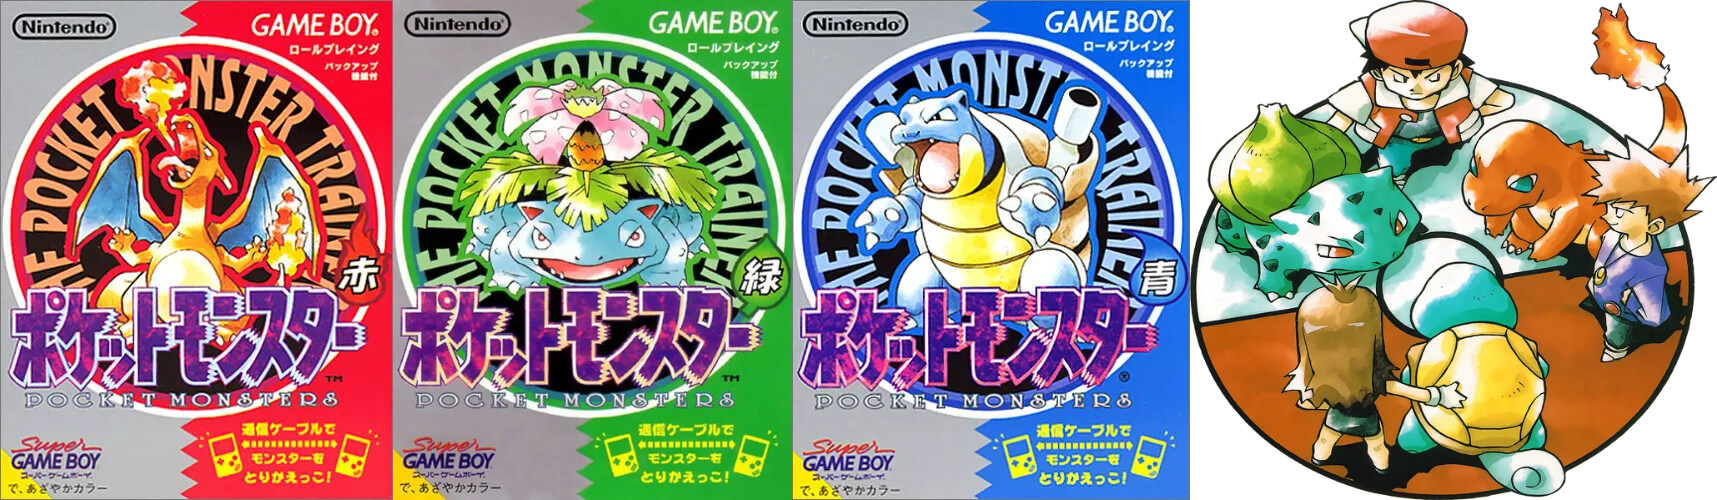 Nintendo®
GAME BOY®
ロールプレイング
バックアップ
機能付
THE POCKET MONSTER TRAINER
赤
ポケットモンスター
TM
POCKET MONSTERS
Super
GAME BOY
スーパーゲームボーイ
で、あざやかカラー
通信ケーブルで
モンスターを
とりかえっこ!
Nintendo®
GAME BOY®
ロールプレイング
バックアップ
機能付
POCKET MONSTER TRAINER
緑
ポケットモンスター
TM
POCKET MONSTERS
Super
GAME BOY
スーパーゲームボーイ
で、あざやかカラー
通信ケーブルで
モンスターを
とりかえっこ!
Nintendo®
GAME BOY®
ロールプレイング
バックアップ
機能付
THE POCKET MONSTER TRAINER
青
ポケットモンスター
®
POCKET MONSTERS
Super
GAME BOY
スーパーゲームボーイ
で、あざやかカラー
通信ケーブルで
モンスターを
とりかえっこ!